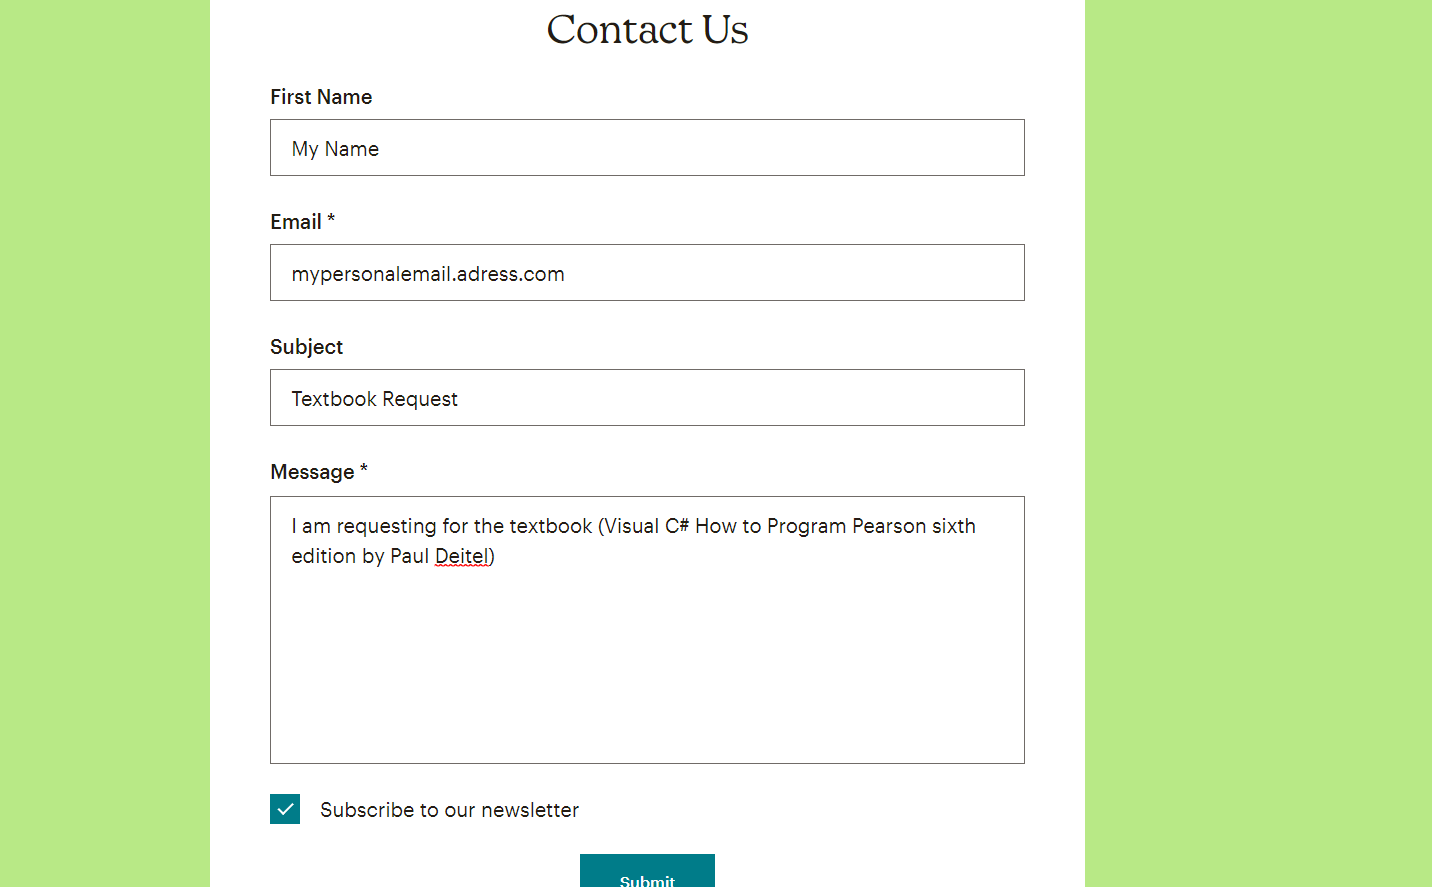 Contact Us
First Name
My Name
Email *
mypersonalemail.adress.com
Subject
Textbook Request
Message *
I am requesting for the textbook (Visual C# How to Program Pearson sixth
edition by Paul Deitel)
Subscribe to our newsletter
Submit